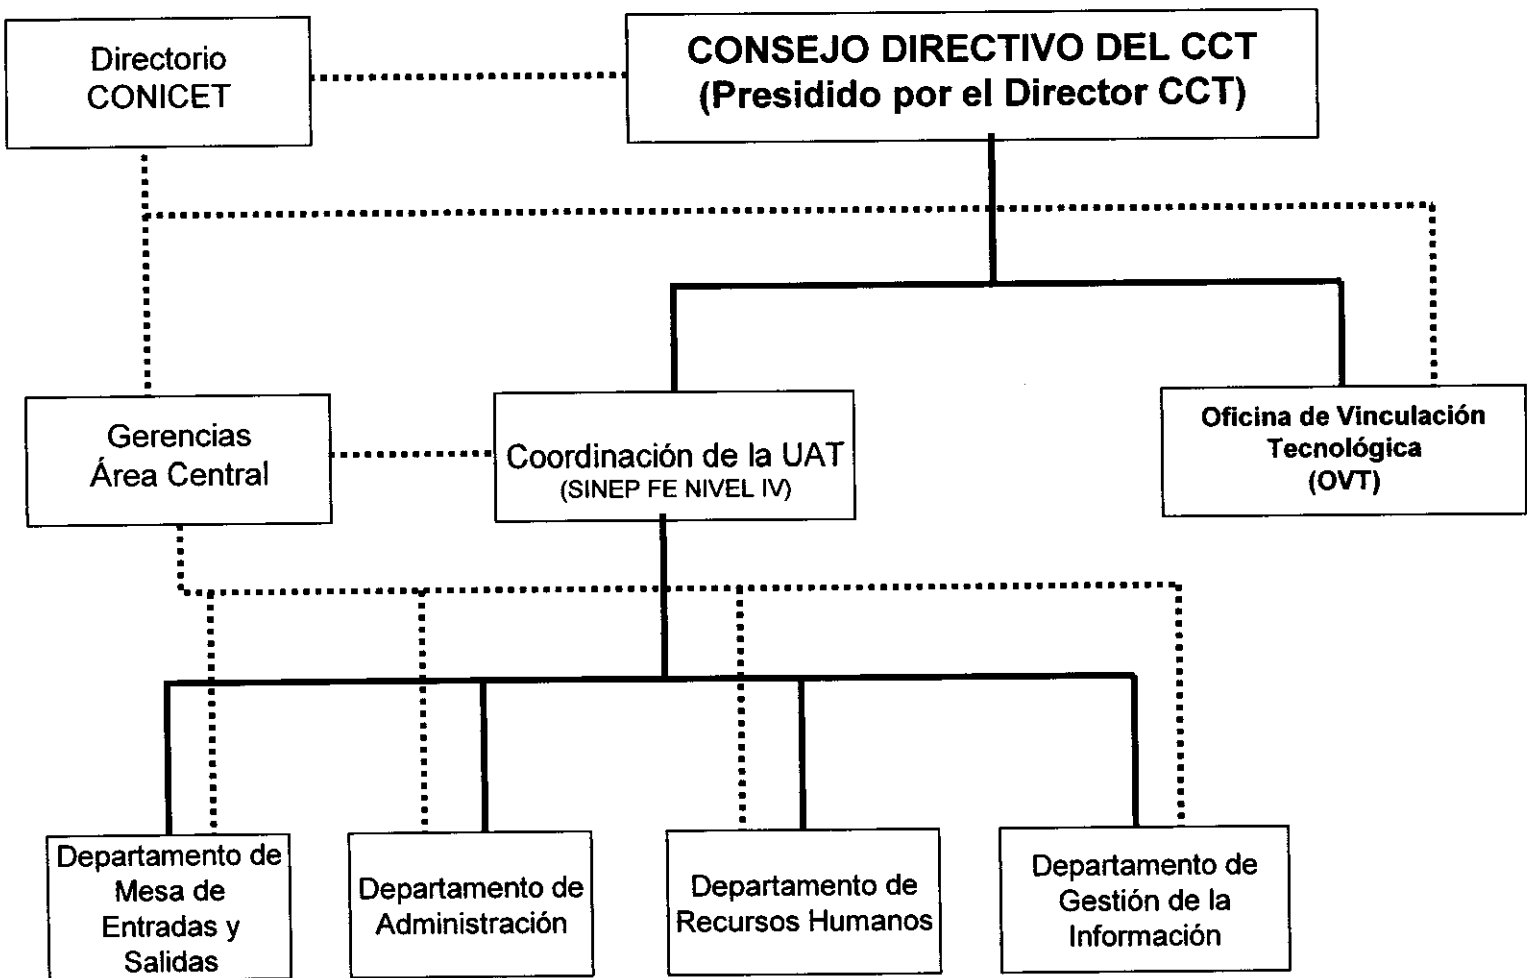 Directorio
CONICET
CONSEJO DIRECTIVO DEL CCT
(Presidido por el Director CCT)
Gerencias
Área Central
Coordinación de la UAT
(SINEP FE NIVEL IV)
Oficina de Vinculación
Tecnológica
(OVT)
Departamento de
Mesa de
Entradas y
Salidas
Departamento de
Administración
Departamento de
Recursos Humanos
Departamento de
Gestión de la
Información